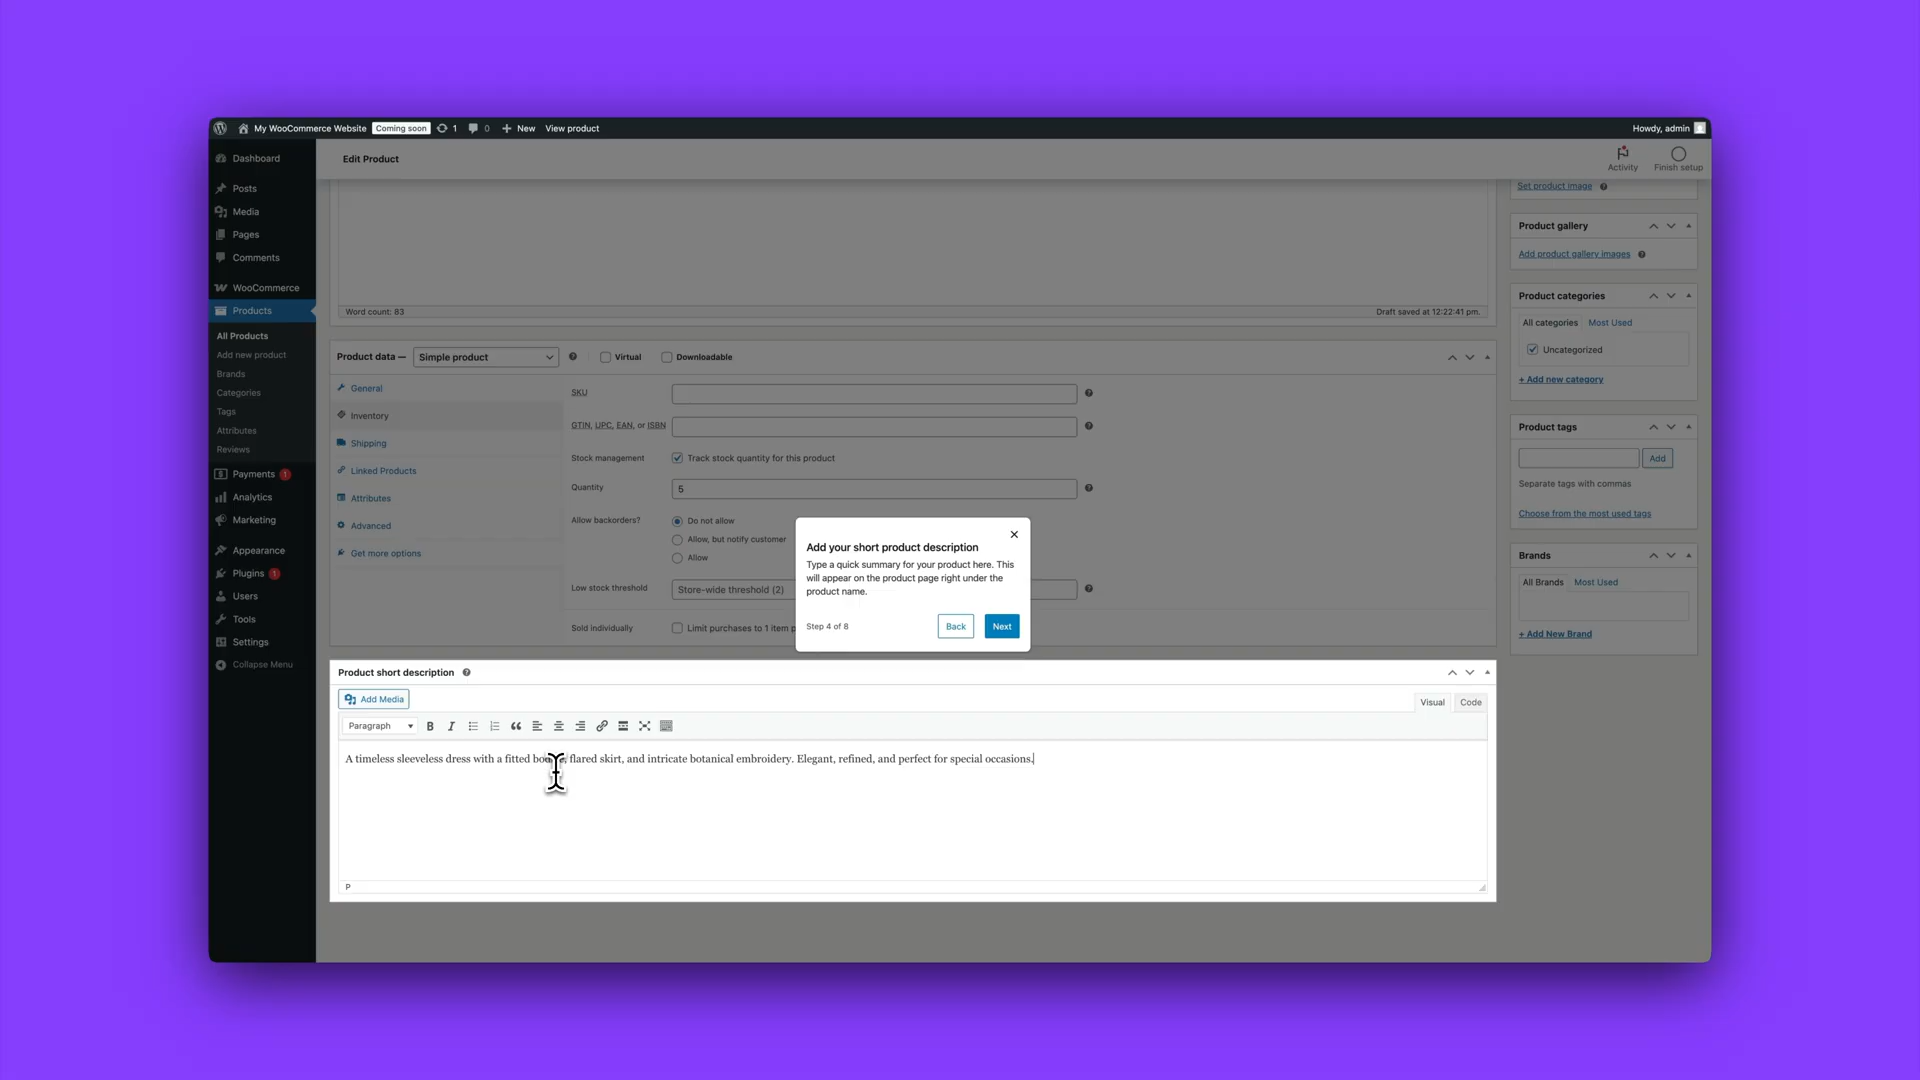 My WooCommerce Website Coming soon 1 0 New View product Howdy, admin
Dashboard
Posts
Media
Pages
Comments
WooCommerce
Products
All Products
Add new product
Brands
Categories
Tags
Attributes
Reviews
Payments 1
Analytics
Marketing
Appearance
Plugins 1
Users
Tools
Settings
Collapse Menu
Edit Product
Activity
Finish setup
Word count: 83 Draft saved at 12:22:41 pm.
Product data — Simple product Virtual Downloadable
General
Inventory
Shipping
Linked Products
Attributes
Advanced
Get more options
SKU
GTIN, UPC, EAN, or ISBN
Stock management Track stock quantity for this product
Quantity 5
Allow backorders? Do not allow
Allow, but notify customer
Allow
Low stock threshold Store-wide threshold (2)
Sold individually Limit purchases to 1 item p
Add your short product description
Type a quick summary for your product here. This
will appear on the product page right under the
product name.
Step 4 of 8 Back Next
Product short description
Add Media
Visual Code
Paragraph
A timeless sleeveless dress with a fitted flared skirt, and intricate botanical embroidery. Elegant, refined, and perfect for special occasions.
P
Set product image
Product gallery
Add product gallery images
Product categories
All categories Most Used
Uncategorized
+ Add new category
Product tags
Add
Separate tags with commas
Choose from the most used tags
Brands
All Brands Most Used
+ Add New Brand